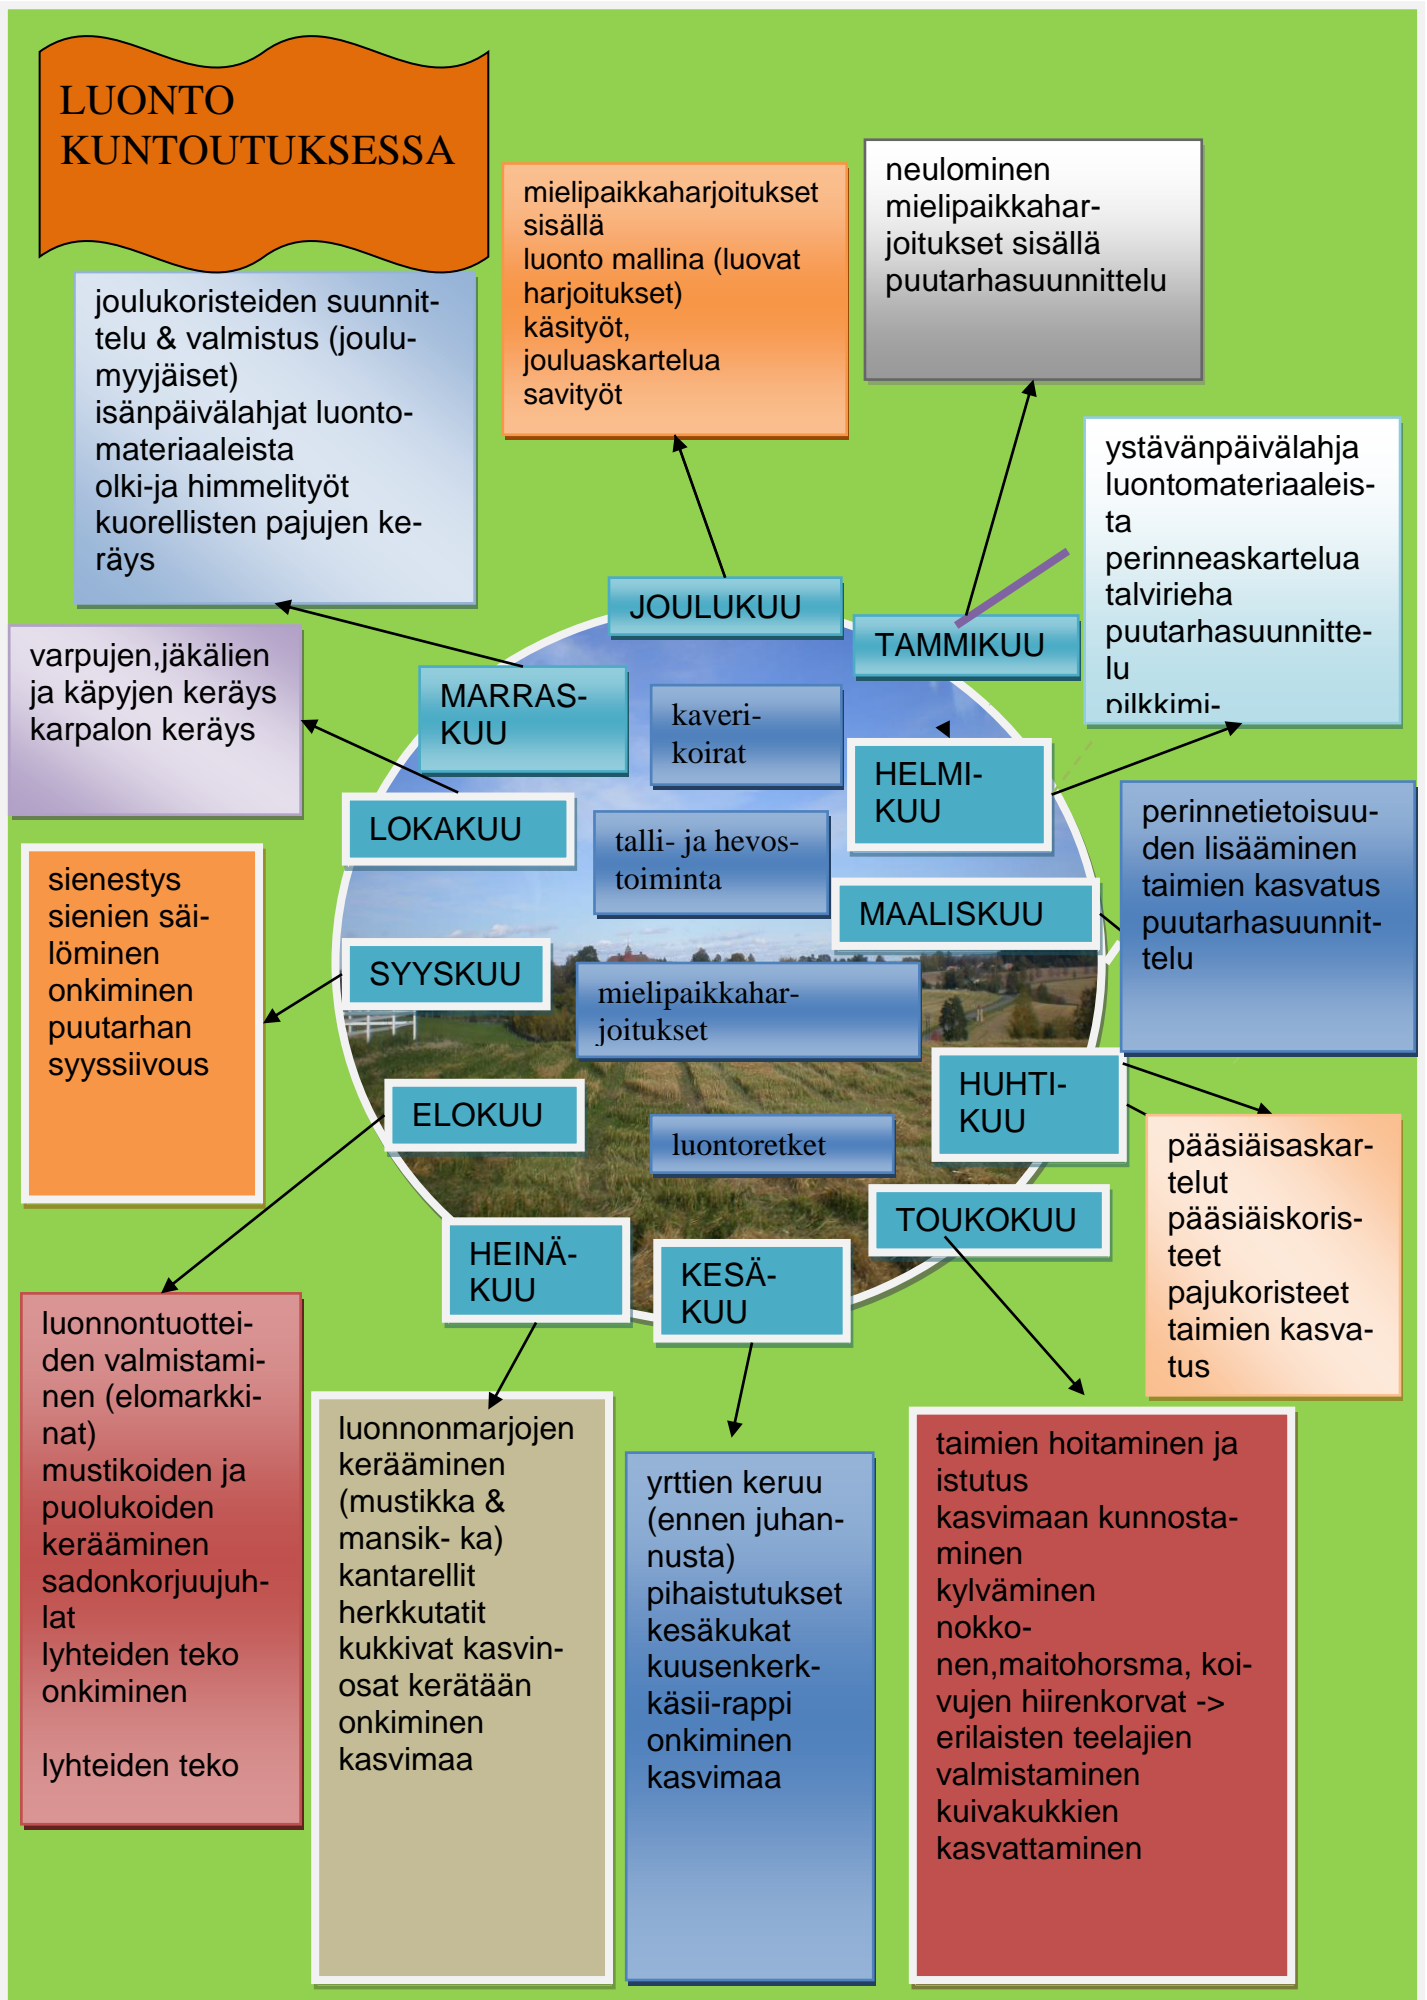 LUONTO
KUNTOUTUKSESSA
mielipaikkaharjoitukset
sisällä
luonto mallina (luovat
harjoitukset)
käsityöt,
jouluaskartelua
savityöt
neulominen
mielipaikkahar-
joitukset sisällä
puutarhasuunnittelu
joulukoristeiden suunnit-
telu & valmistus (joulu-
myyjäiset)
isänpäivälahjat luonto-
materiaaleista
olki-ja himmelityöt
kuorellisten pajujen ke-
räys
ystävänpäivälahja
luontomateriaaleis-
ta
perinneaskartelua
talvirieha
puutarhasuunnitte-
lu
pilkkimi-
JOULUKUU
TAMMIKUU
varpujen,jäkälien
ja käpyjen keräys
karpalon keräys
MARRAS-
KUU
kaveri-
koirat
HELMI-
KUU
LOKAKUU
talli- ja hevos-
toiminta
perinnetietoisuu-
den lisääminen
taimien kasvatus
puutarhasuunnit-
telu
sienestys
sienien säi-
löminen
onkiminen
puutarhan
syyssiivous
MAALISKUU
SYYSKUU
mielipaikkahar-
joitukset
HUHTI-
KUU
ELOKUU
luontoretket
pääsiäisaskar-
telut
pääsiäiskoris-
teet
pajukoristeet
taimien kasva-
tus
TOUKOKUU
HEINÄ-
KUU
KESÄ-
KUU
luonnontuottei-
den valmistami-
nen (elomarkki-
nat)
mustikoiden ja
puolukoiden
kerääminen
sadonkorjuujuh-
lat
lyhteiden teko
onkiminen
lyhteiden teko
luonnonmarjojen
kerääminen
(mustikka &
mansik- ka)
kantarellit
herkkutatit
kukkivat kasvin-
osat kerätään
onkiminen
kasvimaa
yrttien keruu
(ennen juhan-
nusta)
pihaistutukset
kesäkukat
kuusenkerk-
käsii-rappi
onkiminen
kasvimaa
taimien hoitaminen ja
istutus
kasvimaan kunnosta-
minen
kylväminen
nokko-
nen,maitohorsma, koi-
vujen hiirenkorvat ->
erilaisten teelajien
valmistaminen
kuivakukkien
kasvattaminen